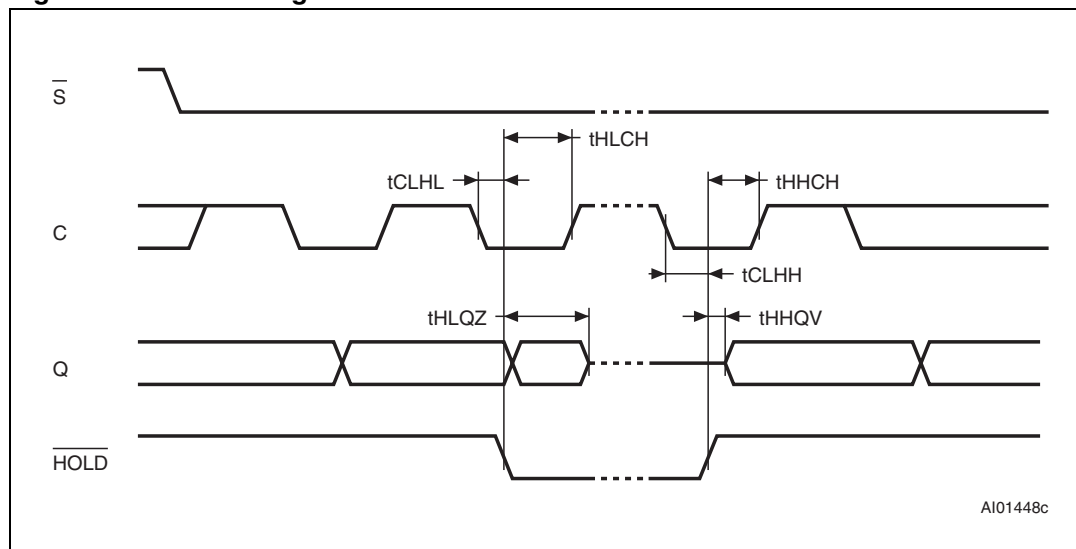 S
tHLCH
tCLHL
tHHCH
C
tCLHH
tHLQZ
tHHQV
Q
HOLD
AI01448c